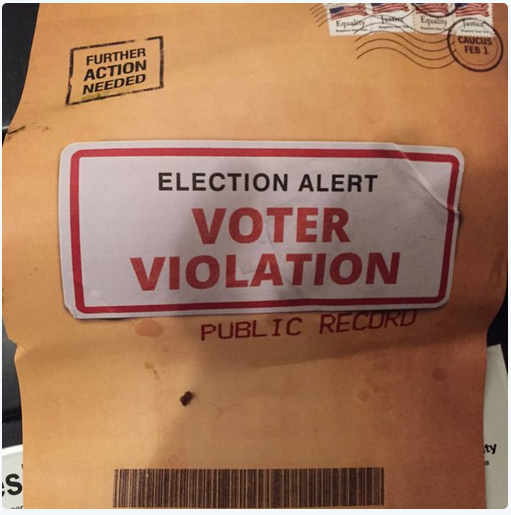 Equality Justice Equality Justice
CAUCUS
FEB 1
FURTHER
ACTION
NEEDED
ELECTION ALERT
VOTER
VIOLATION
PUBLIC RECORD